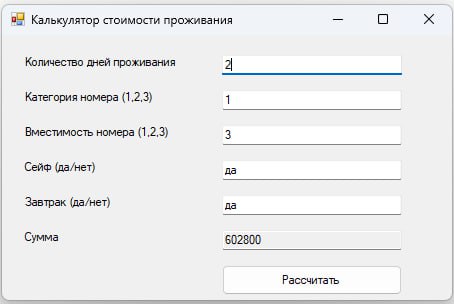 Калькулятор стоимости проживания
Количество дней проживания 2
Категория номера (1,2,3) 1
Вместимость номера (1,2,3) 3
Сейф (да/нет) да
Завтрак (да/нет) да
Сумма 602800
Рассчитать